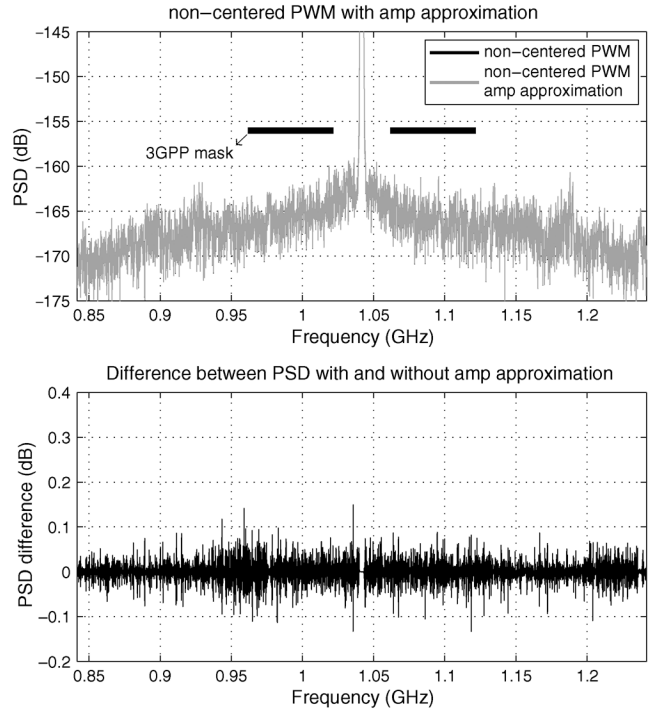 non−centered PWM with amp approximation
−145
−150
−155
−160
−165
−170
−175
PSD (dB)
non−centered PWM
non−centered PWM
amp approximation
3GPP mask
0.85 0.9 0.95 1 1.05 1.1 1.15 1.2
Frequency (GHz)
Difference between PSD with and without amp approximation
0.4
0.3
0.2
0.1
0
−0.1
−0.2
PSD difference (dB)
0.85 0.9 0.95 1 1.05 1.1 1.15 1.2
Frequency (GHz)